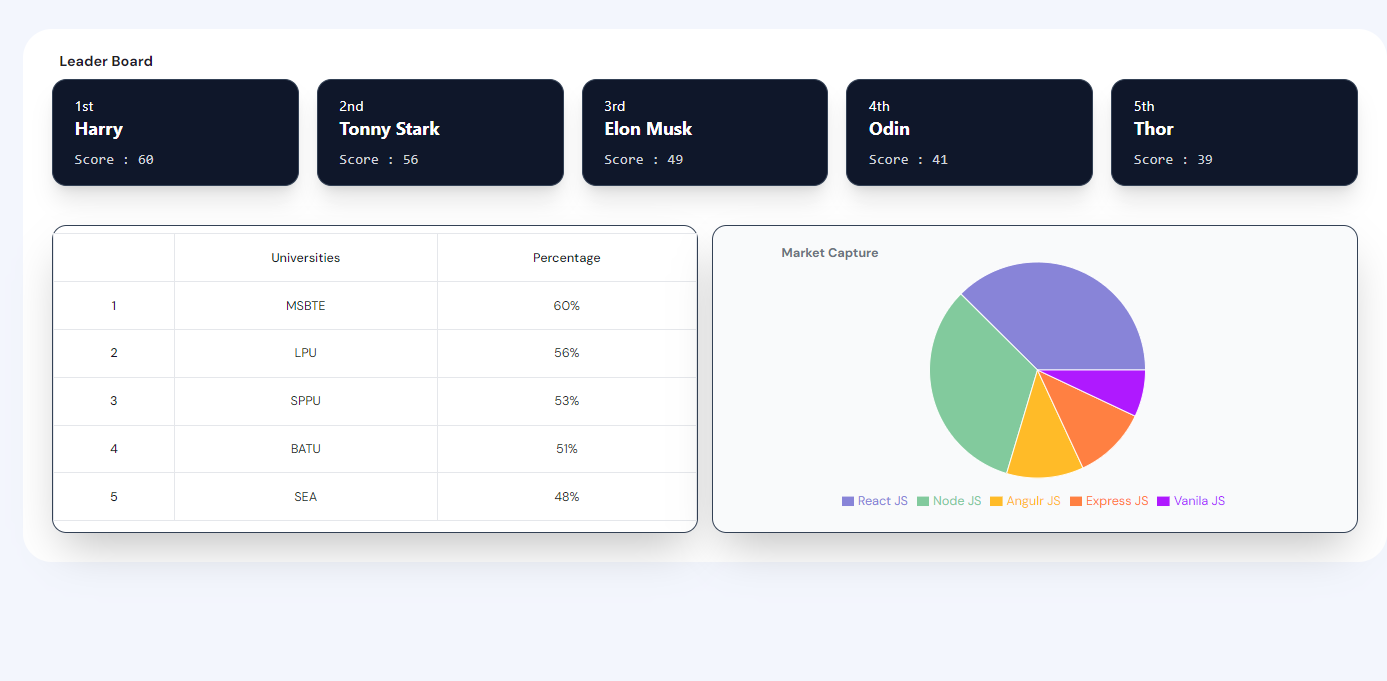 Leader Board
1st
Harry
Score : 60
2nd
Tonny Stark
Score : 56
3rd
Elon Musk
Score : 49
4th
Odin
Score : 41
5th
Thor
Score : 39
Universities Percentage
1 MSBTE 60%
2 LPU 56%
3 SPPU 53%
4 BATU 51%
5 SEA 48%
Market Capture
React JS Node JS Angulr JS Express JS Vanila JS